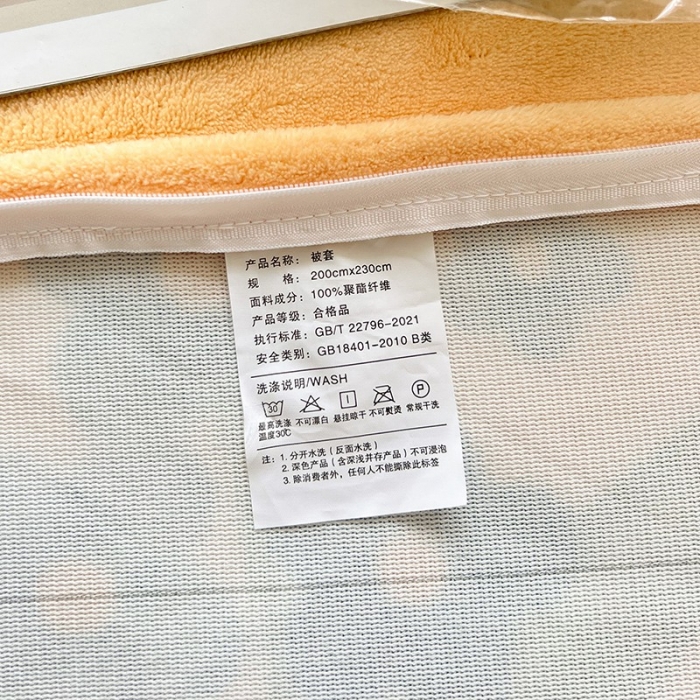 产品名称：被套
规 格：200cmx230cm
面料成分：100%聚酯纤维
产品等级：合格品
执行标准：GB/T 22796-2021
安全类别：GB18401-2010 B类
洗涤说明/WASH
30 P
最高洗涤 不可漂白 悬挂晾干 不可熨烫 常规干洗
温度30℃
注：1. 分开水洗（反面水洗）
2. 深色产品（含深浅并存产品）不可浸泡
3. 除消费者外，任何人不能撕除此标签